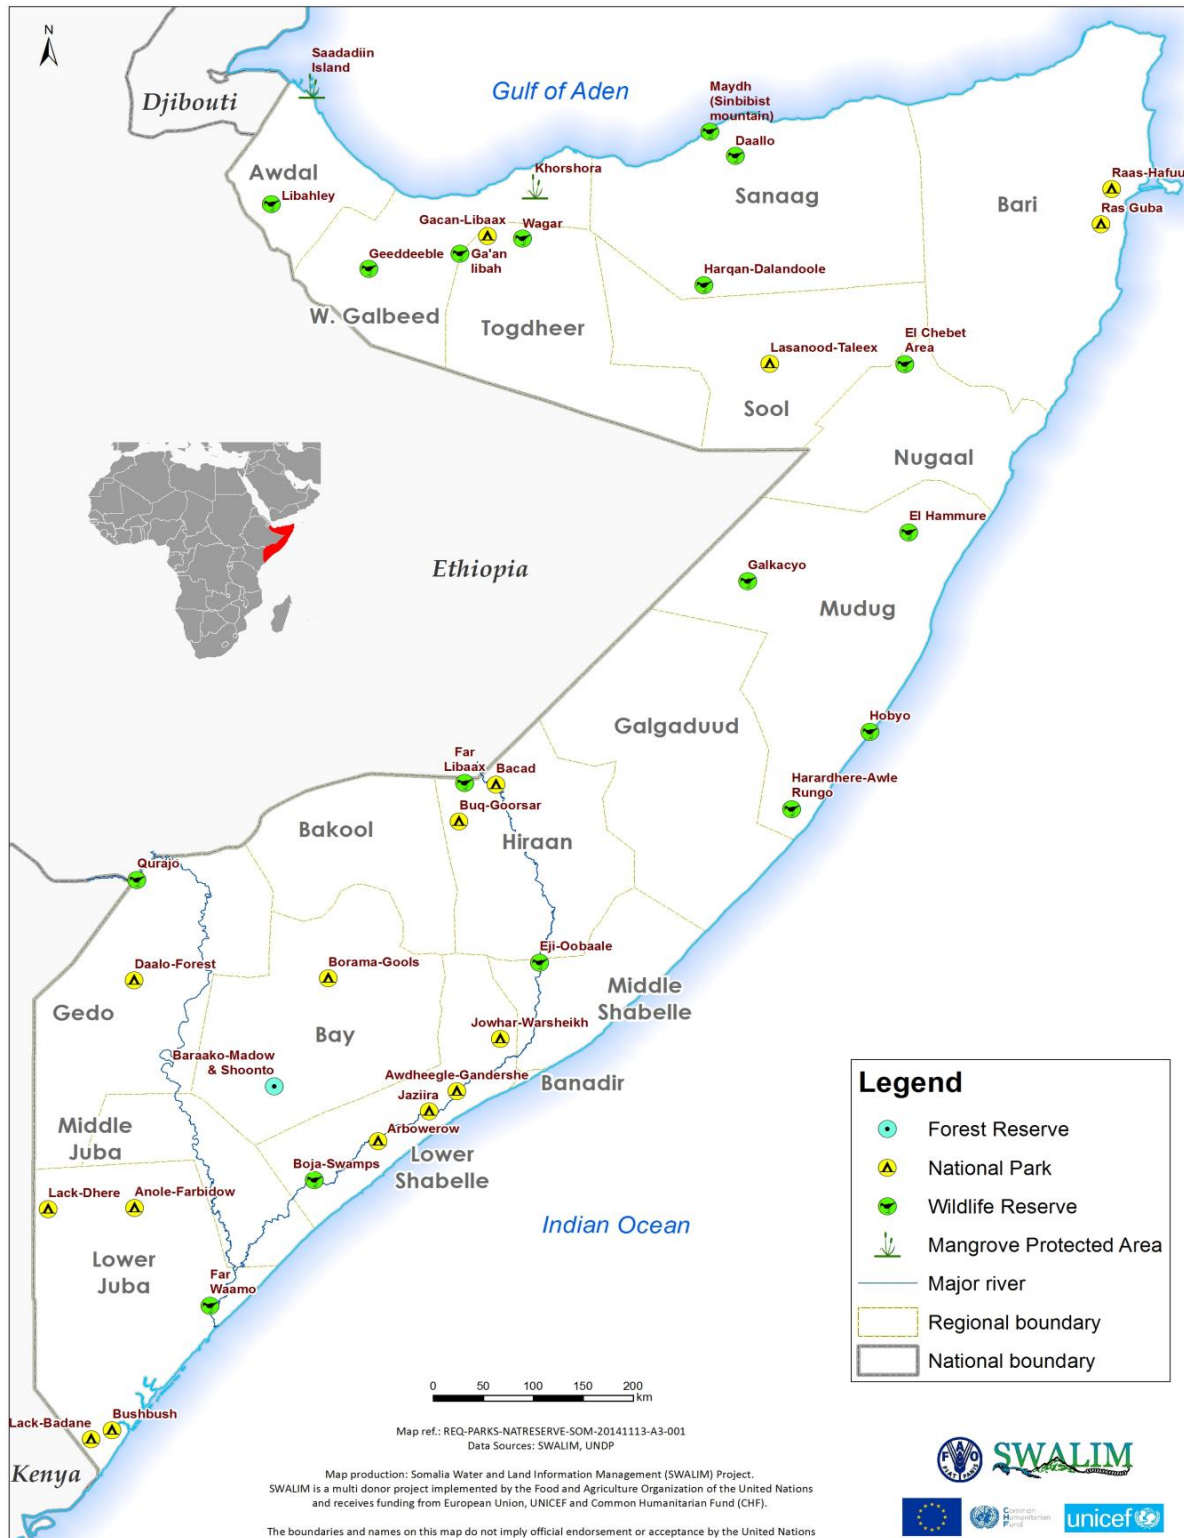 N
Saadadiin
Island
Djibouti
Gulf of Aden
Maydh
(Sinbibist
mountain)
Daallo
Awdal
Libahley
Khorshora
Sanaag
Raas-Hafuu
Bari
Ras Guba
Gacan-Libaax
Wagar
Geeddeeble
Ga'an
libah
Harqan-Dalandoole
W. Galbeed
Togdheer
El Chebet
Area
Lasanood-Taleex
Sool
Nugaal
El Hammure
Ethiopia
Galkacyo
Mudug
Galgaduud
Hobyo
Far
Libaax
Bacad
Harardhere-Awle
Rungo
Buq-Goorsar
Bakool
Hiraan
Qurajo
Eji-Oobaale
Daalo-Forest
Borama-Gools
Middle
Shabelle
Gedo
Jowhar-Warsheikh
Bay
Baraako-Madow
& Shoonto
Awdheegle-Gandershe
Banadir
Jaziira
Middle
Juba
Arbowerow
Lower
Shabelle
Boja-Swamps
Lack-Dhere
Anole-Farbidow
Indian Ocean
Lower
Juba
Far
Waamo
Lack-Badane
Bushbush
Kenya
Legend
Forest Reserve
National Park
Wildlife Reserve
Mangrove Protected Area
Major river
Regional boundary
National boundary
0 50 100 150 200
km
Map ref.: REQ-PARKS-NATRESERVE-SOM-20141113-A3-001
Data Sources: SWALIM, UNDP
Map production: Somalia Water and Land Information Management (SWALIM) Project.
SWALIM is a multi donor project implemented by the Food and Agriculture Organization of the United Nations
and receives funding from European Union, UNICEF and Common Humanitarian Fund (CHF).
The boundaries and names on this map do not imply official endorsement or acceptance by the United Nations
FAO
FIAT PANIS
SWALIM
Common
Humanitarian
Fund
unicef